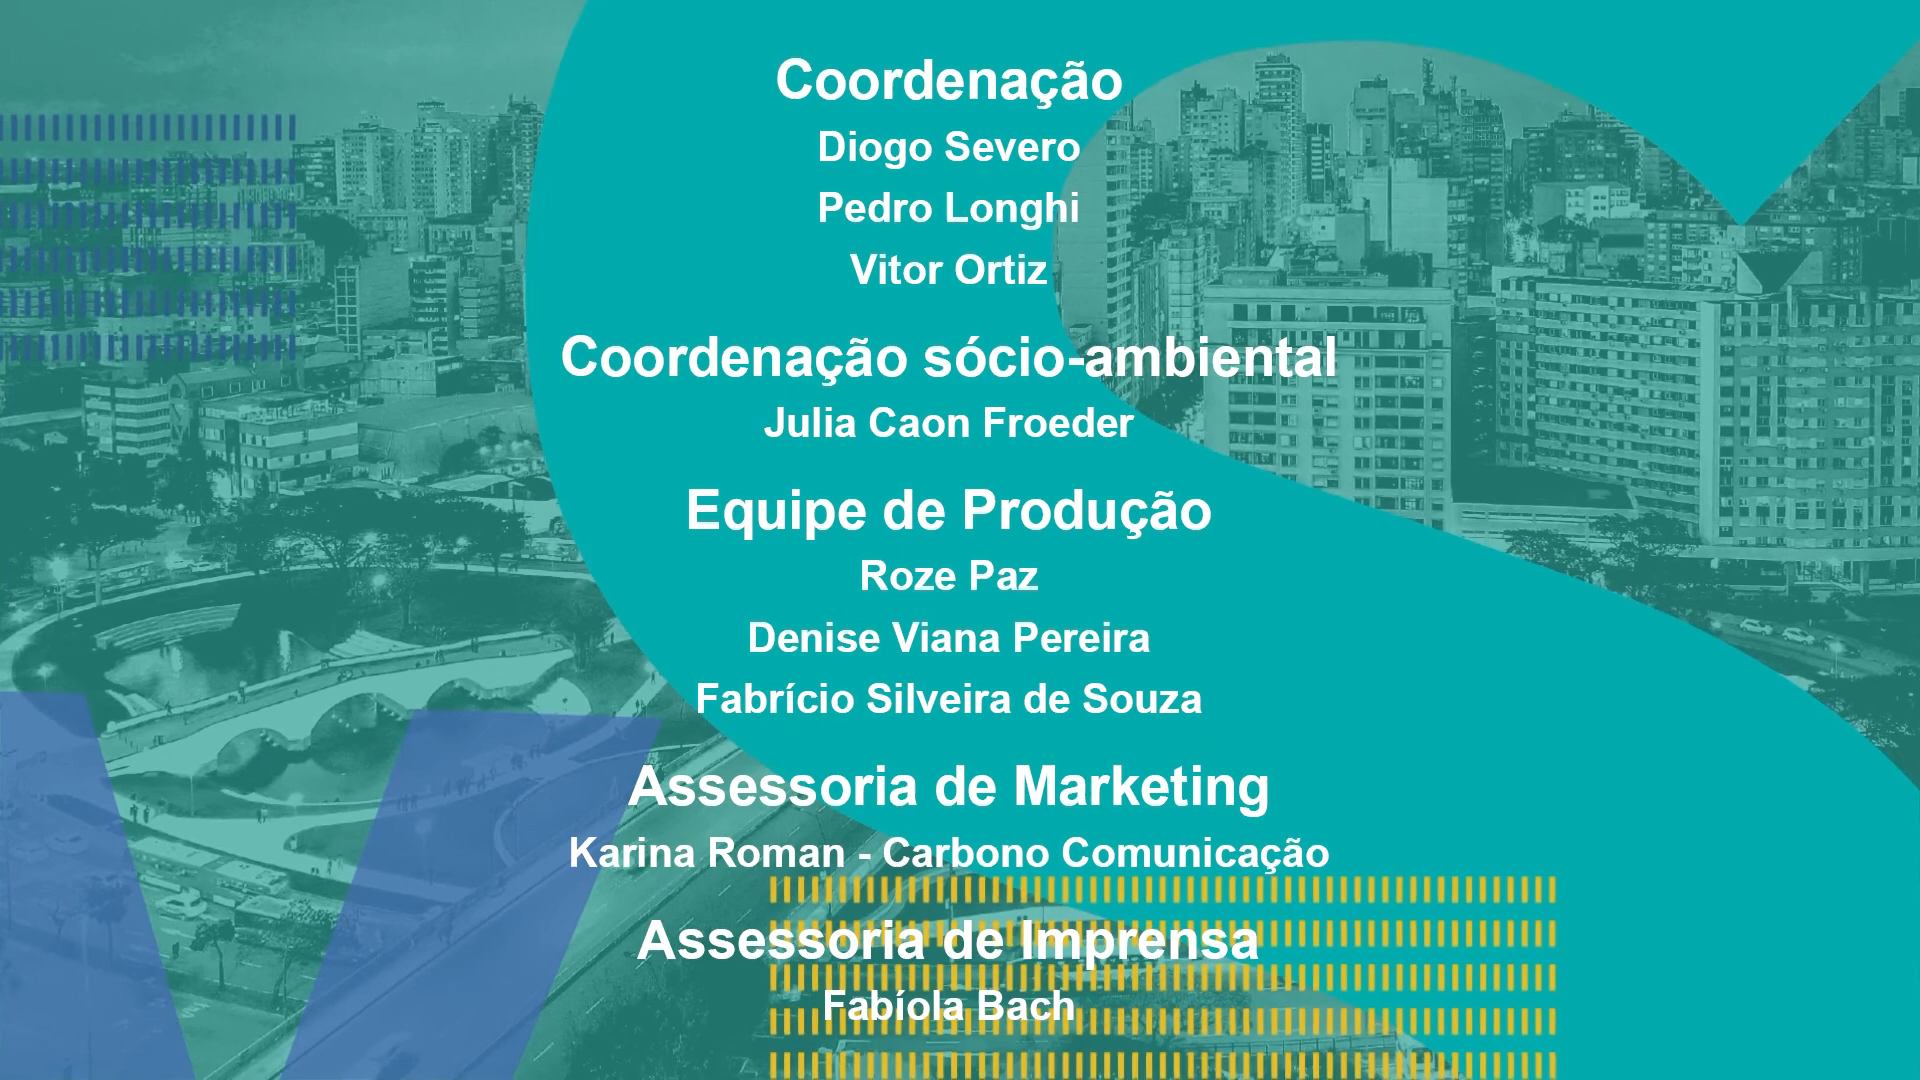 Coordenação
Diogo Severo
Pedro Longhi
Vitor Ortiz
Coordenação sócio-ambiental
Julia Caon Froeder
Equipe de Produção
Roze Paz
Denise Viana Pereira
Fabrício Silveira de Souza
Assessoria de Marketing
Karina Roman - Carbono Comunicação
Assessoria de Imprensa
Fabíola Bach